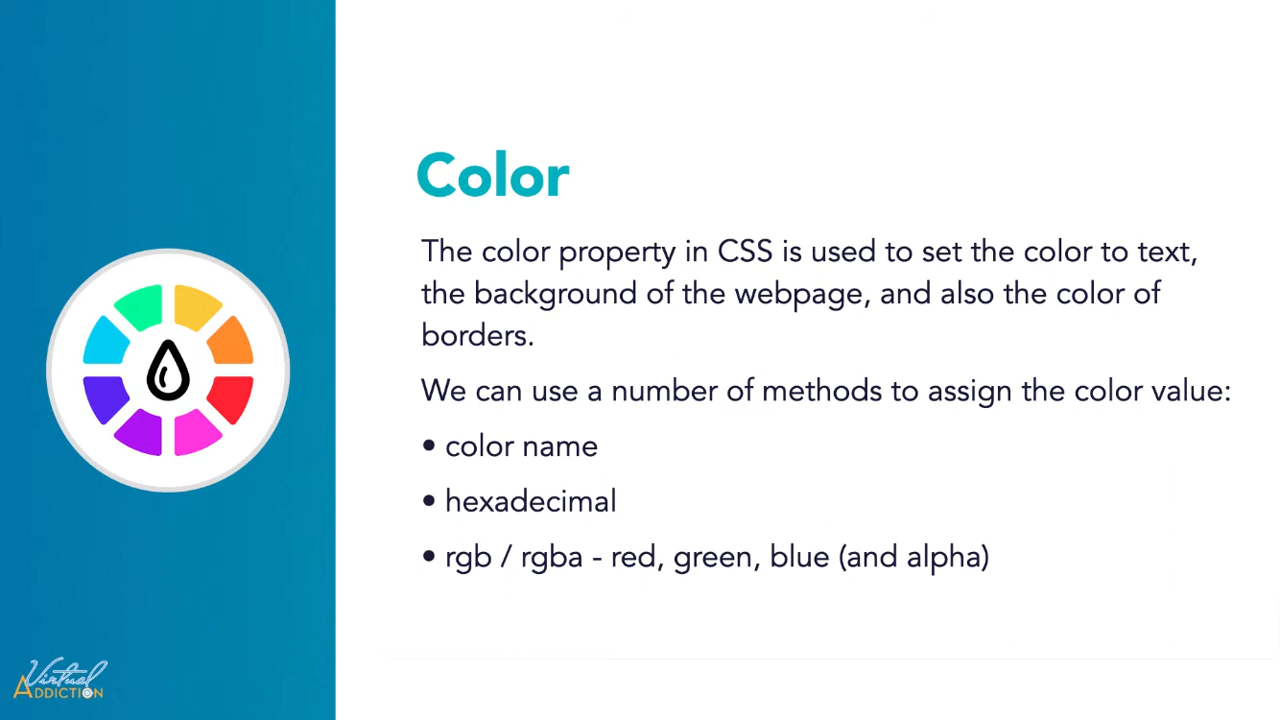 Color
The color property in CSS is used to set the color to text,
the background of the webpage, and also the color of
borders.
We can use a number of methods to assign the color value:
• color name
• hexadecimal
• rgb / rgba - red, green, blue (and alpha)
Virtual
ADDICTION